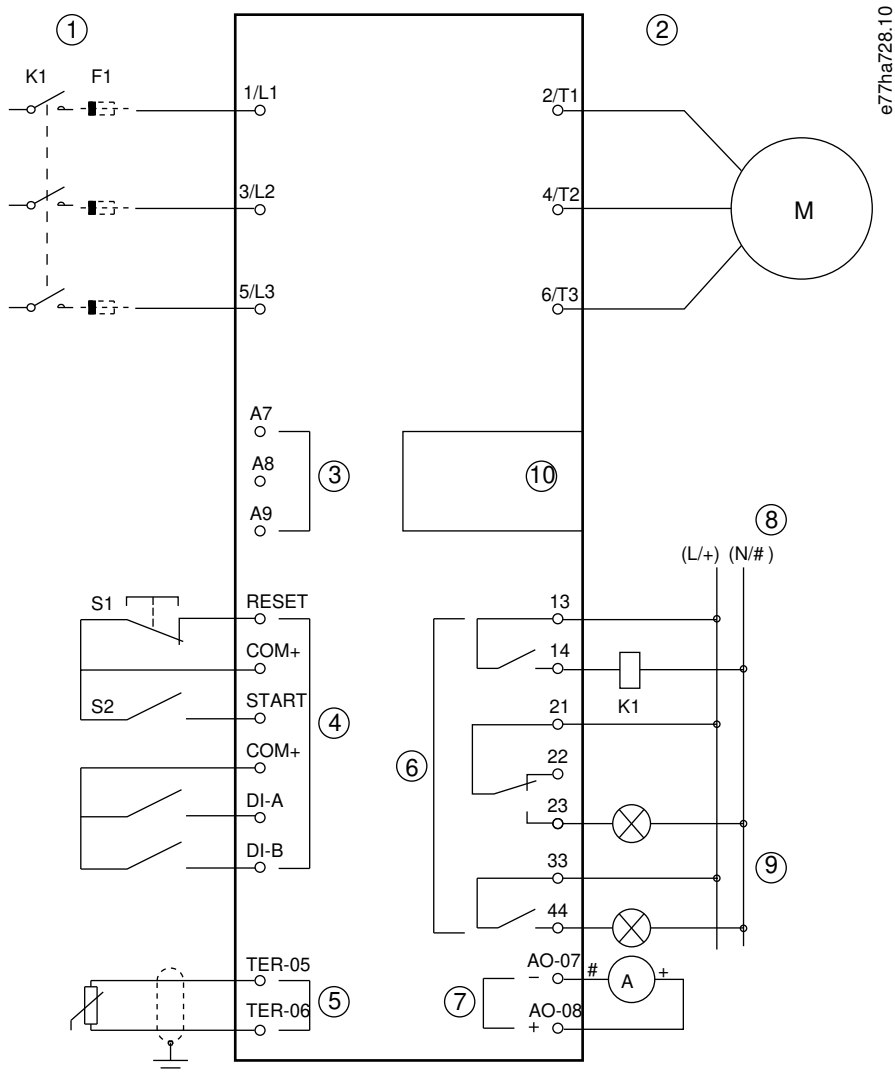 1
2
e77ha728.10
K1
F1
1/L1
2/T1
3/L2
4/T2
M
5/L3
6/T3
A7
A8
3
10
A9
8
(L/+) (N/#)
S1
RESET
13
COM+
14
S2
START
21
K1
4
COM+
6
22
DI-A
23
DI-B
33
9
44
TER-05
AO-07
− # A +
5
7
TER-06
AO-08
+